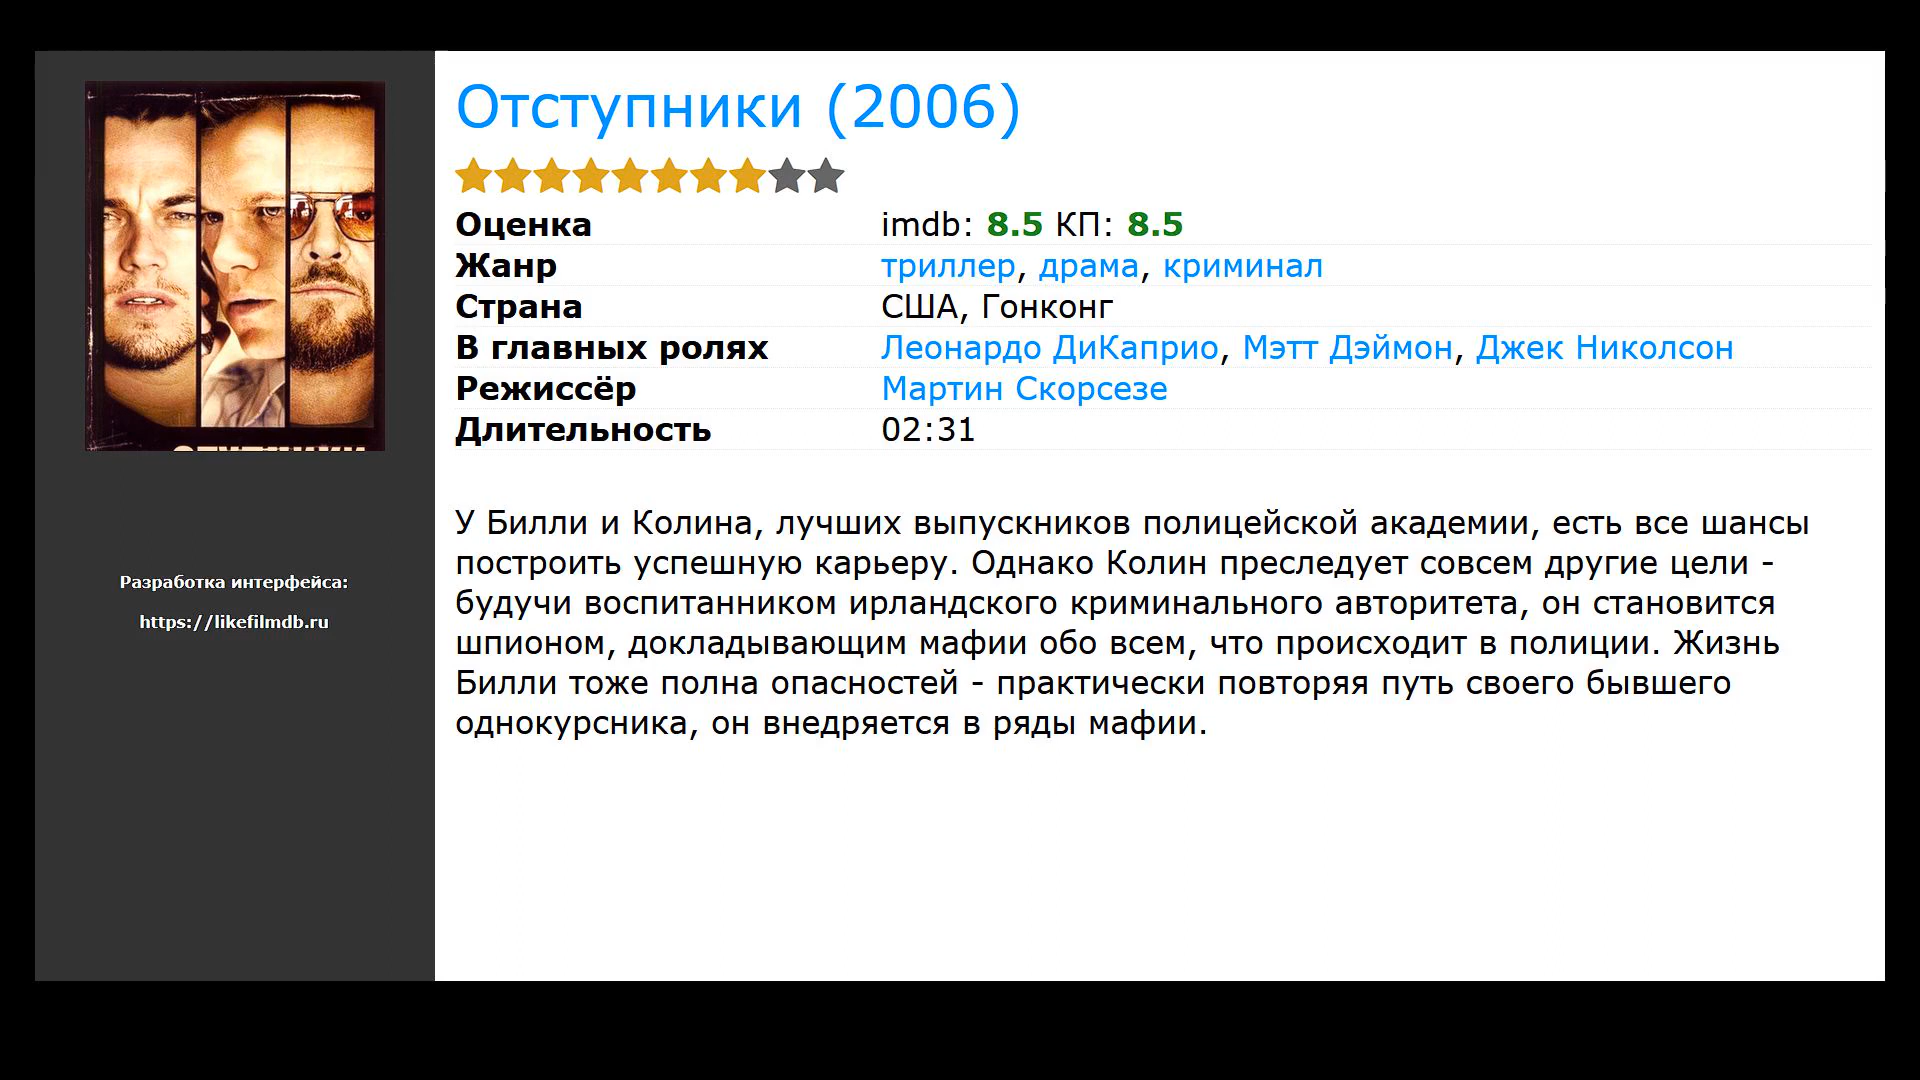 Отступники (2006)
Оценка imdb: 8.5 КП: 8.5
Жанр триллер, драма, криминал
Страна США, Гонконг
В главных ролях Леонардо ДиКаприо, Мэтт Дэймон, Джек Николсон
Режиссёр Мартин Скорсезе
Длительность 02:31
У Билли и Колина, лучших выпускников полицейской академии, есть все шансы
построить успешную карьеру. Однако Колин преследует совсем другие цели -
будучи воспитанником ирландского криминального авторитета, он становится
шпионом, докладывающим мафии обо всем, что происходит в полиции. Жизнь
Билли тоже полна опасностей - практически повторяя путь своего бывшего
однокурсника, он внедряется в ряды мафии.
Разработка интерфейса:
https://likefilmdb.ru